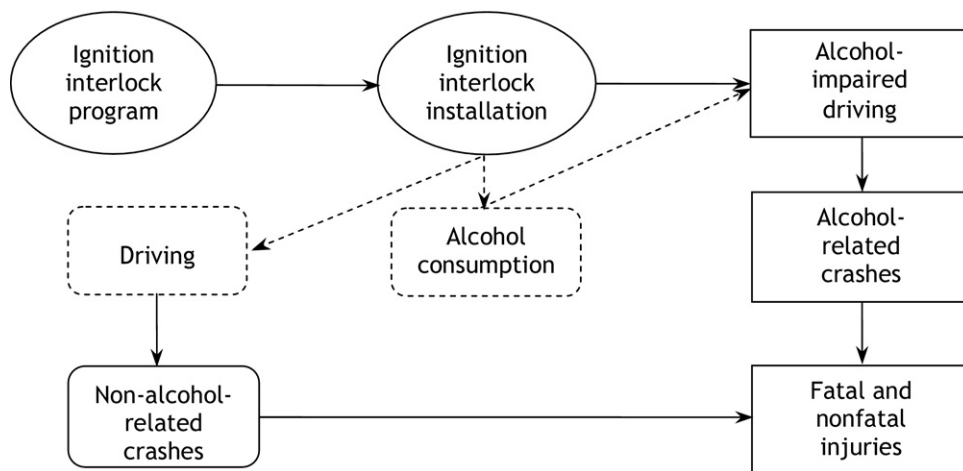 Ignition
interlock
program
Ignition
interlock
installation
Alcohol-
impaired
driving
Driving
Alcohol
consumption
Alcohol-
related
crashes
Non-alcohol-
related
crashes
Fatal and
nonfatal
injuries